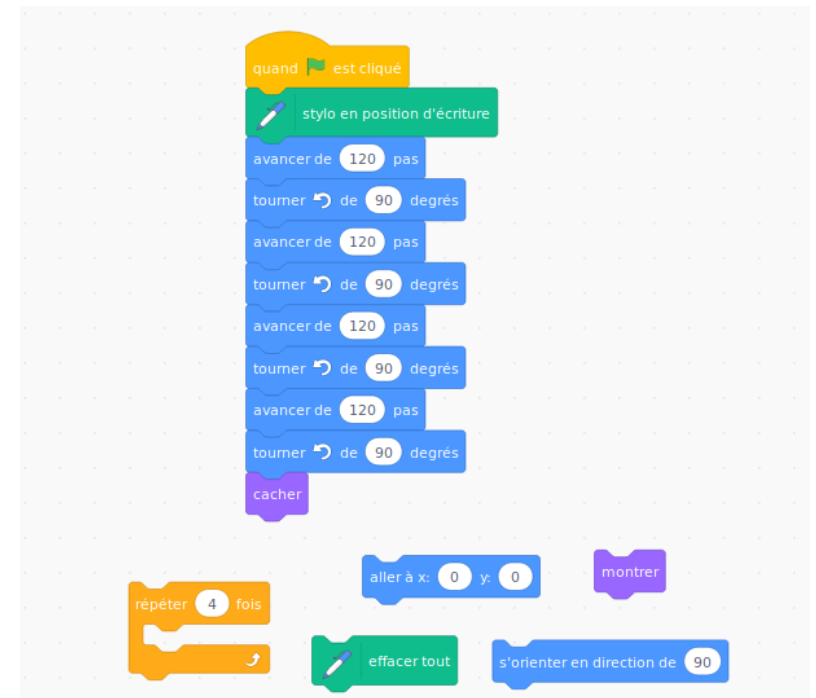 quand est cliqué
stylo en position d'écriture
avancer de 120 pas
tourner de 90 degrés
avancer de 120 pas
tourner de 90 degrés
avancer de 120 pas
tourner de 90 degrés
avancer de 120 pas
tourner de 90 degrés
cacher
aller à x: 0 y: 0
montrer
répéter 4 fois
effacer tout
s'orienter en direction de 90